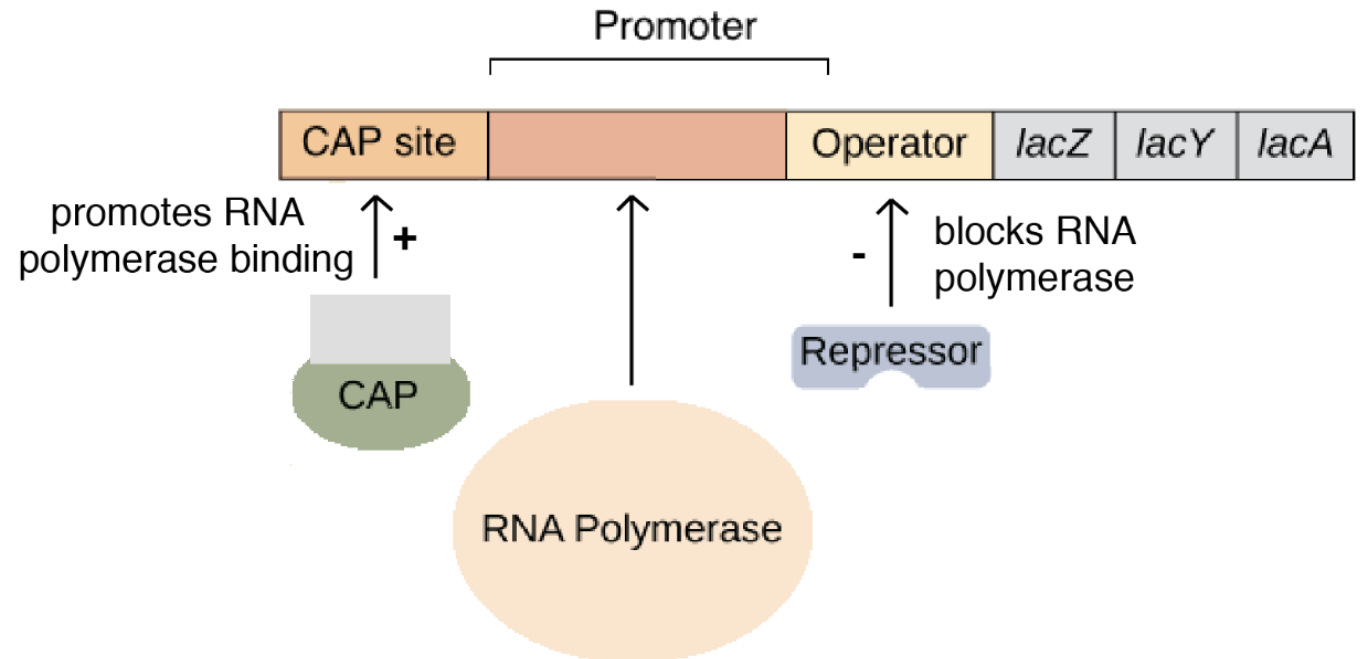 Promoter
CAP site
Operator
lacZ
lacY
lacA
promotes RNA
polymerase binding
+
-
blocks RNA
polymerase
CAP
Repressor
RNA Polymerase